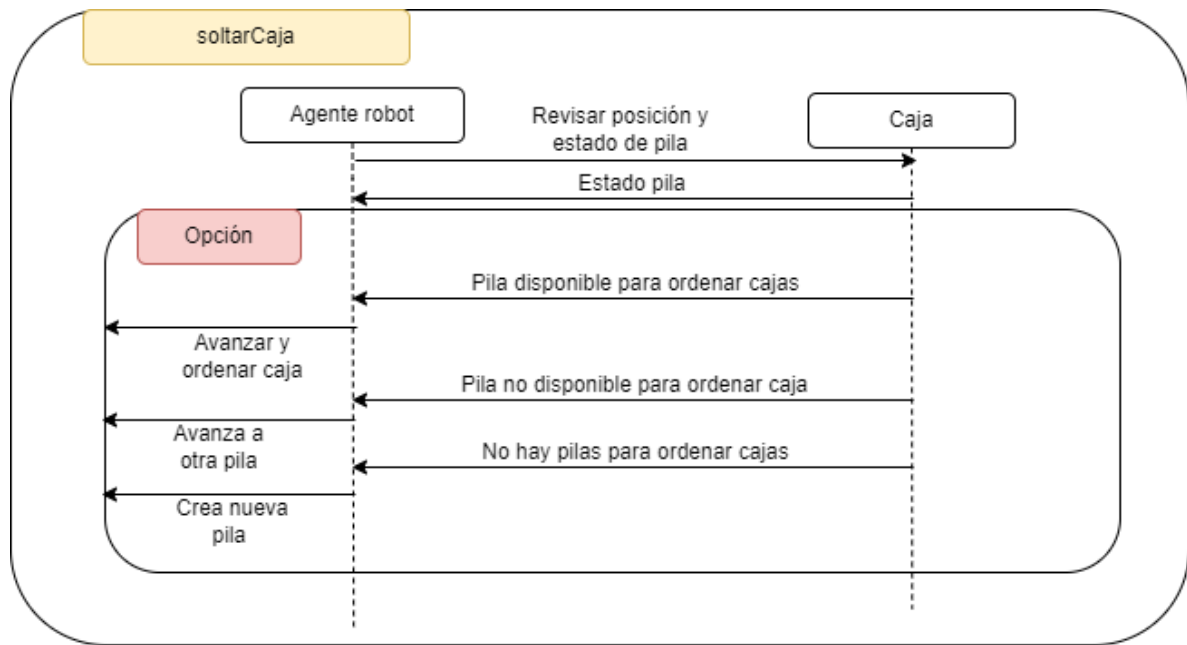 soltarCaja
Agente robot
Revisar posición y
estado de pila
Caja
Estado pila
Opción
Pila disponible para ordenar cajas
Avanzar y
ordenar caja
Pila no disponible para ordenar caja
Avanza a
otra pila
No hay pilas para ordenar cajas
Crea nueva
pila